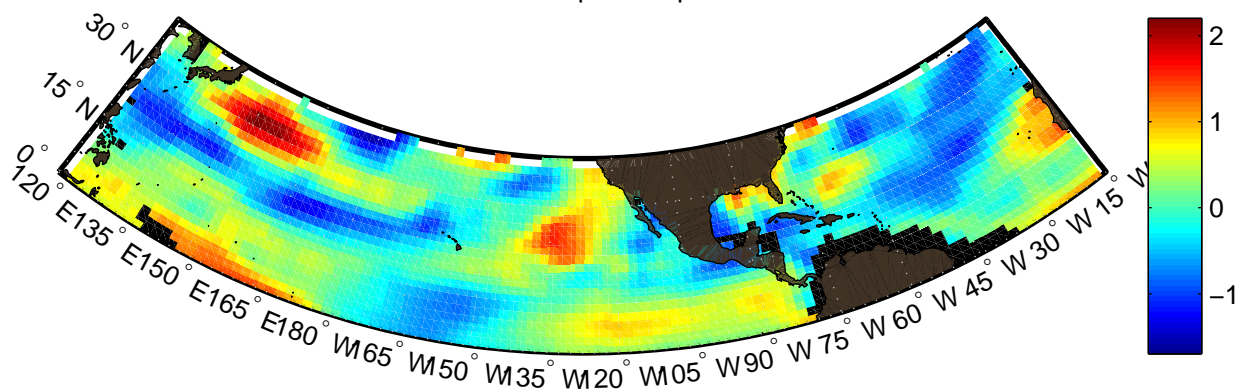 30° N
15° N
0°
120° E
135° E
150° E
165° E
180° W
165° W
150° W
135° W
120° W
105° W
90° W
75° W
60° W
45° W
30° W
15° W
2
1
0
−1